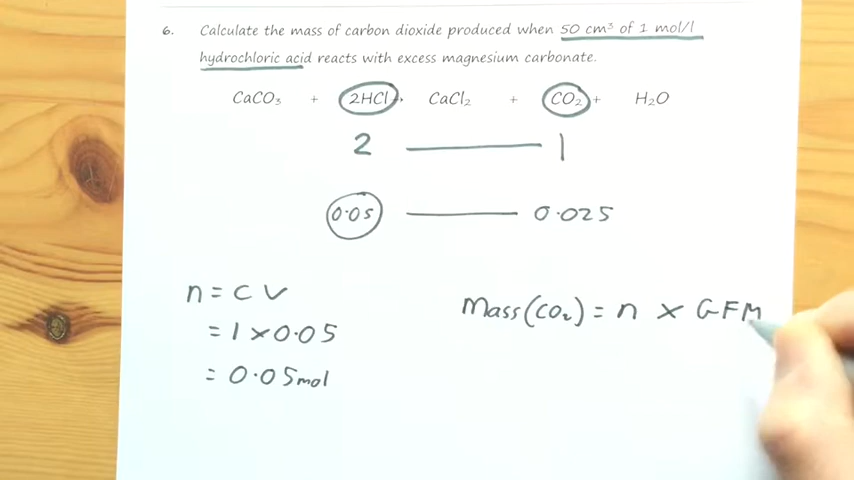 6. Calculate the mass of carbon dioxide produced when 50 cm³ of 1 mol/l
hydrochloric acid reacts with excess magnesium carbonate.
CaCO₃ + 2HCl → CaCl₂ + CO₂ + H₂O
2 1
0.05 0.025
n = C V
= 1 × 0.05
= 0.05 mol
Mass (CO₂) = n × GFM